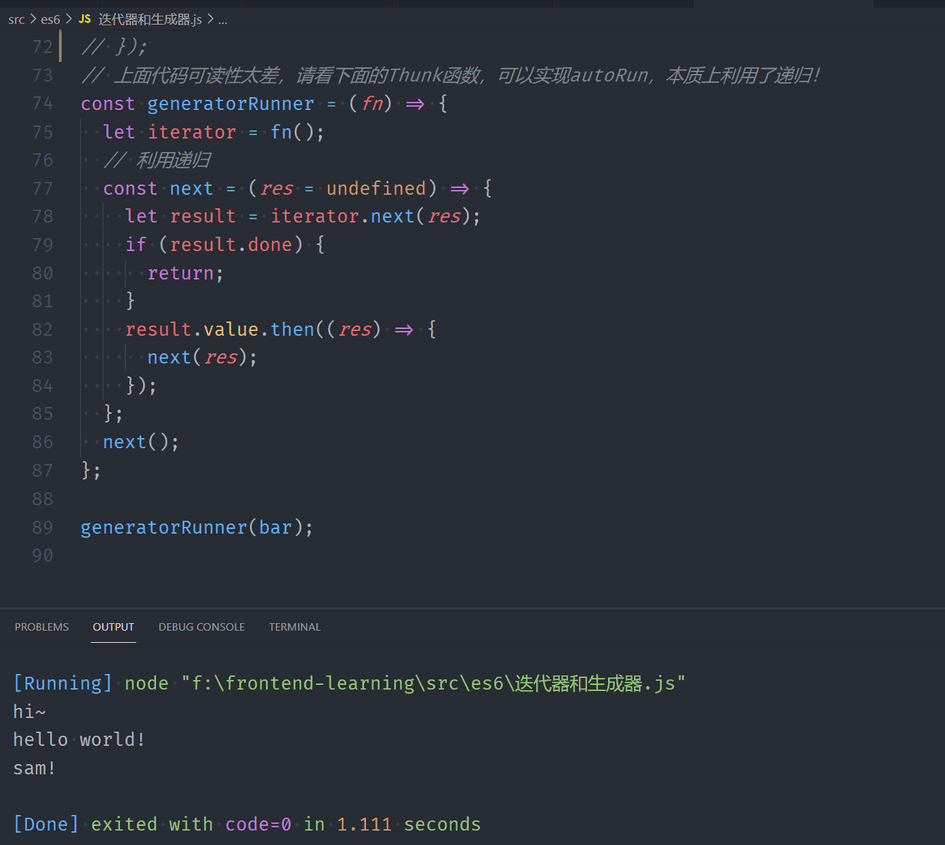 src > es6 > JS 迭代器和生成器.js > ...
72 // });
73 // 上面代码可读性太差，请看下面的Thunk函数，可以实现autoRun，本质上利用了递归！
74 const generatorRunner = (fn) => {
75   let iterator = fn();
76   // 利用递归
77   const next = (res = undefined) => {
78     let result = iterator.next(res);
79     if (result.done) {
80       return;
81     }
82     result.value.then((res) => {
83       next(res);
84     });
85   };
86   next();
87 };
88
89 generatorRunner(bar);
90
PROBLEMS OUTPUT DEBUG CONSOLE TERMINAL
[Running] node "f:\frontend-learning\src\es6\迭代器和生成器.js"
hi~
hello world!
sam!
[Done] exited with code=0 in 1.111 seconds